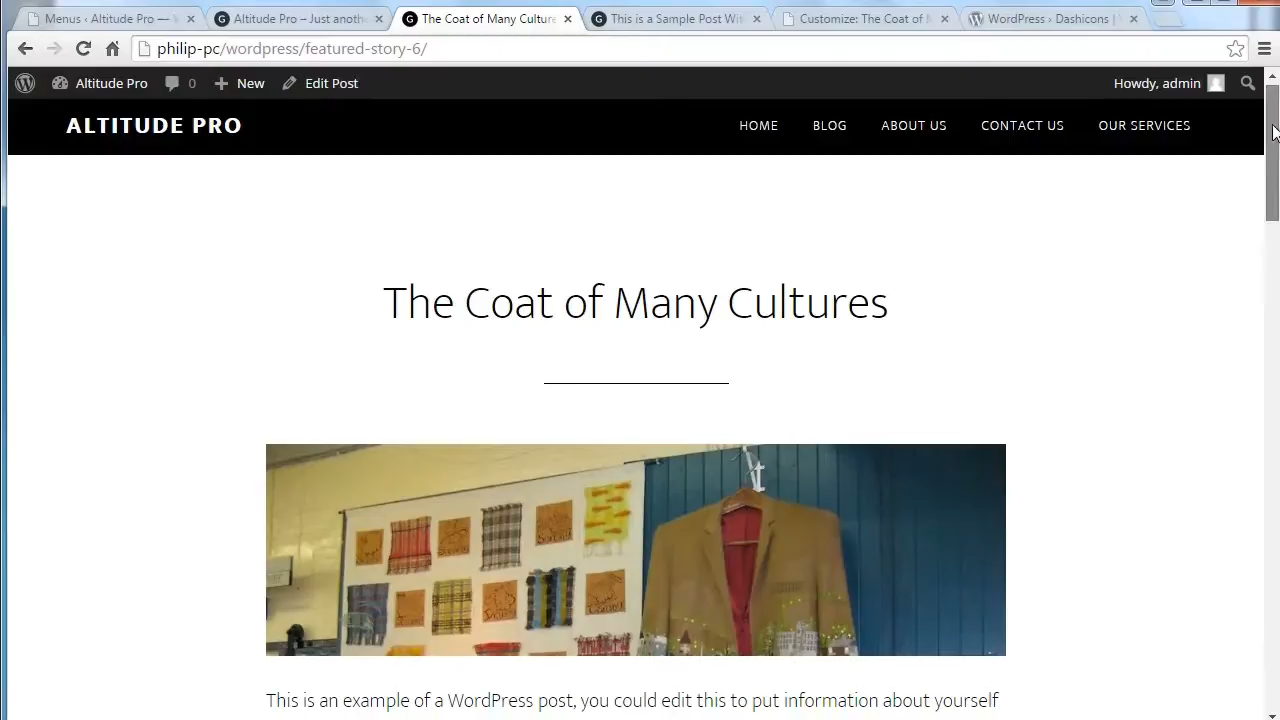 Menus ‹ Altitude Pro —
Altitude Pro – Just anoth
The Coat of Many Culture
This is a Sample Post Wit
Customize: The Coat of
WordPress › Dashicons
philip-pc/wordpress/featured-story-6/
Altitude Pro 0 New Edit Post Howdy, admin
ALTITUDE PRO HOME BLOG ABOUT US CONTACT US OUR SERVICES
The Coat of Many Cultures
This is an example of a WordPress post, you could edit this to put information about yourself